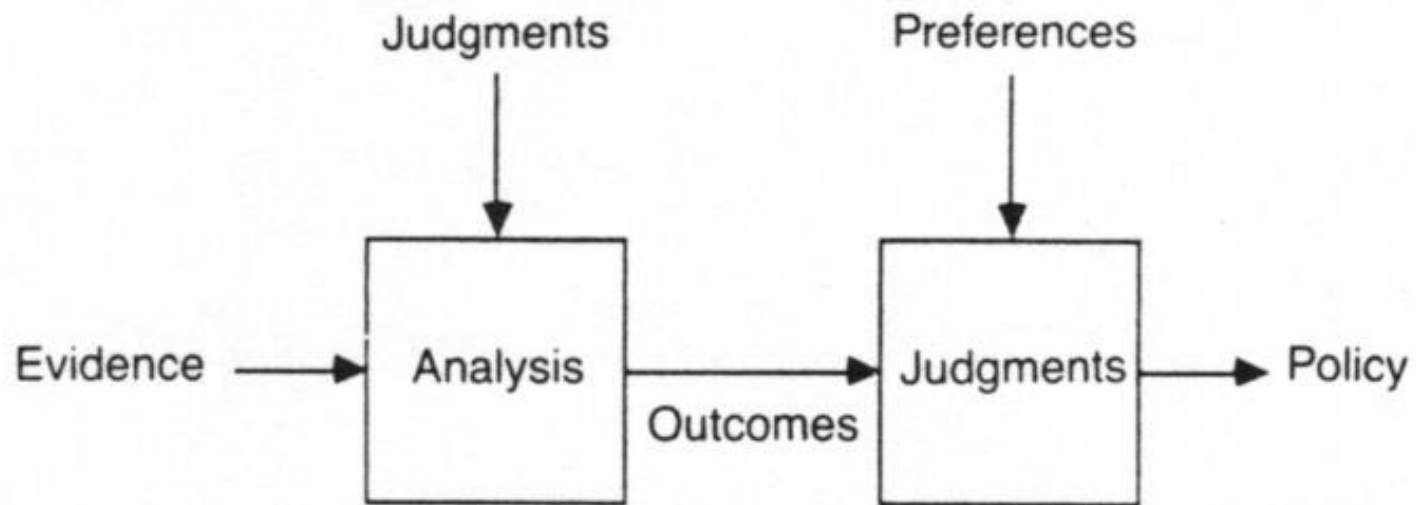 Judgments
Preferences
Evidence
Analysis
Outcomes
Judgments
Policy